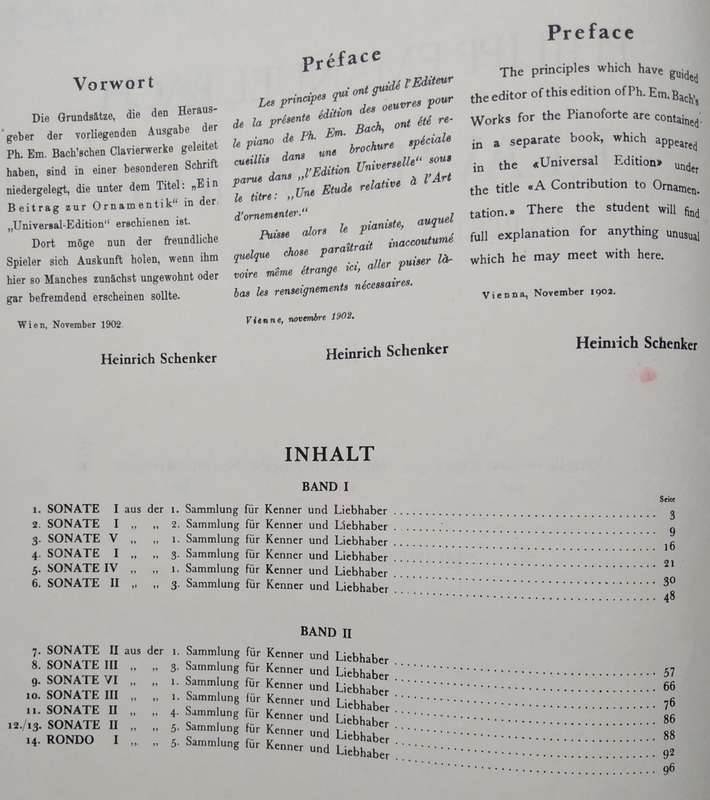 Vorwort
Die Grundsätze, die den Heraus-
geber der vorliegenden Ausgabe der
Ph. Em. Bach'schen Clavierwerke geleitet
haben, sind in einer besonderen Schrift
niedergelegt, die unter dem Titel: „Ein
Beitrag zur Ornamentik“ in der
„Universal-Edition“ erschienen ist.
Dort möge nun der freundliche
Spieler sich Auskunft holen, wenn ihm
hier so Manches zunächst ungewohnt oder
gar befremdend erscheinen sollte.
Wien, November 1902.
Heinrich Schenker
Préface
Les principes qui ont guidé l'Editeur
de la présente édition des oeuvres pour
le piano de Ph. Em. Bach, ont été re-
cueillis dans une brochure spéciale
parue dans „l'Edition Universelle“ sous
le titre: „Une Etude relative à l'Art
d'ornementer.“
Puisse alors le pianiste, auquel
quelque chose paraîtrait inaccoutumé
voire même étrange ici, aller puiser là-
bas les renseignements nécessaires.
Vienne, novembre 1902.
Heinrich Schenker
Preface
The principles which have guided
the editor of this edition of Ph. Em. Bach's
Works for the Pianoforte are contained
in a separate book, which appeared
in the «Universal Edition» under
the title «A Contribution to Ornamen-
tation.» There the student will find
full explanation for anything unusual
which he may meet with here.
Vienna, November 1902.
Heinrich Schenker
INHALT
BAND I
Seite
1. SONATE I aus der 1. Sammlung für Kenner und Liebhaber 3
2. SONATE I „ „ 2. Sammlung für Kenner und Liebhaber 9
3. SONATE V „ „ 1. Sammlung für Kenner und Liebhaber 16
4. SONATE I „ „ 3. Sammlung für Kenner und Liebhaber 21
5. SONATE IV „ „ 1. Sammlung für Kenner und Liebhaber 30
6. SONATE II „ „ 3. Sammlung für Kenner und Liebhaber 48
BAND II
7. SONATE II aus der 1. Sammlung für Kenner und Liebhaber 57
8. SONATE III „ „ 3. Sammlung für Kenner und Liebhaber 66
9. SONATE VI „ „ 1. Sammlung für Kenner und Liebhaber 76
10. SONATE III „ „ 1. Sammlung für Kenner und Liebhaber 86
11. SONATE II „ „ 4. Sammlung für Kenner und Liebhaber 88
12./13. SONATE II „ „ 5. Sammlung für Kenner und Liebhaber 92
14. RONDO I „ „ 5. Sammlung für Kenner und Liebhaber 96